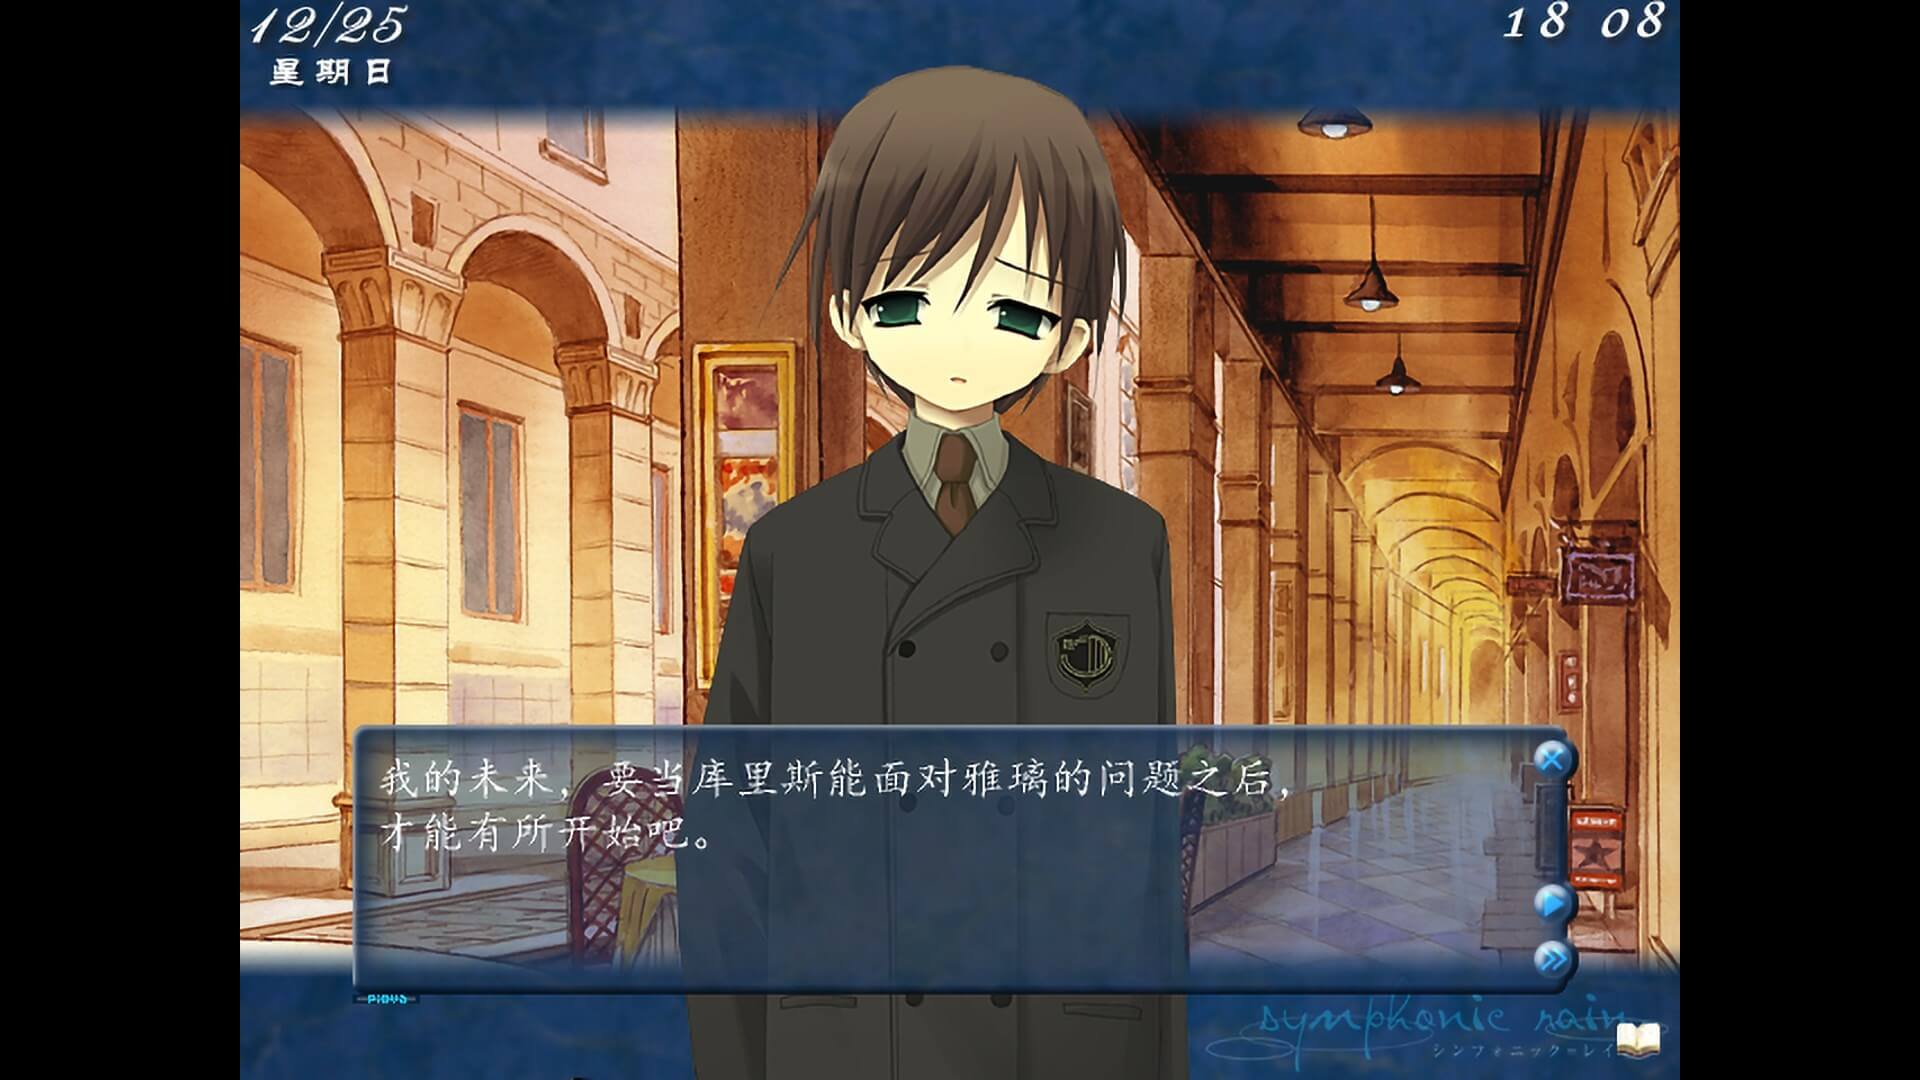 12/25
18 08
星期日
我的未来，要当库里斯能面对雅璃的问题之后，
才能有所开始吧。
symphonic rain
シンフォニック=レイ